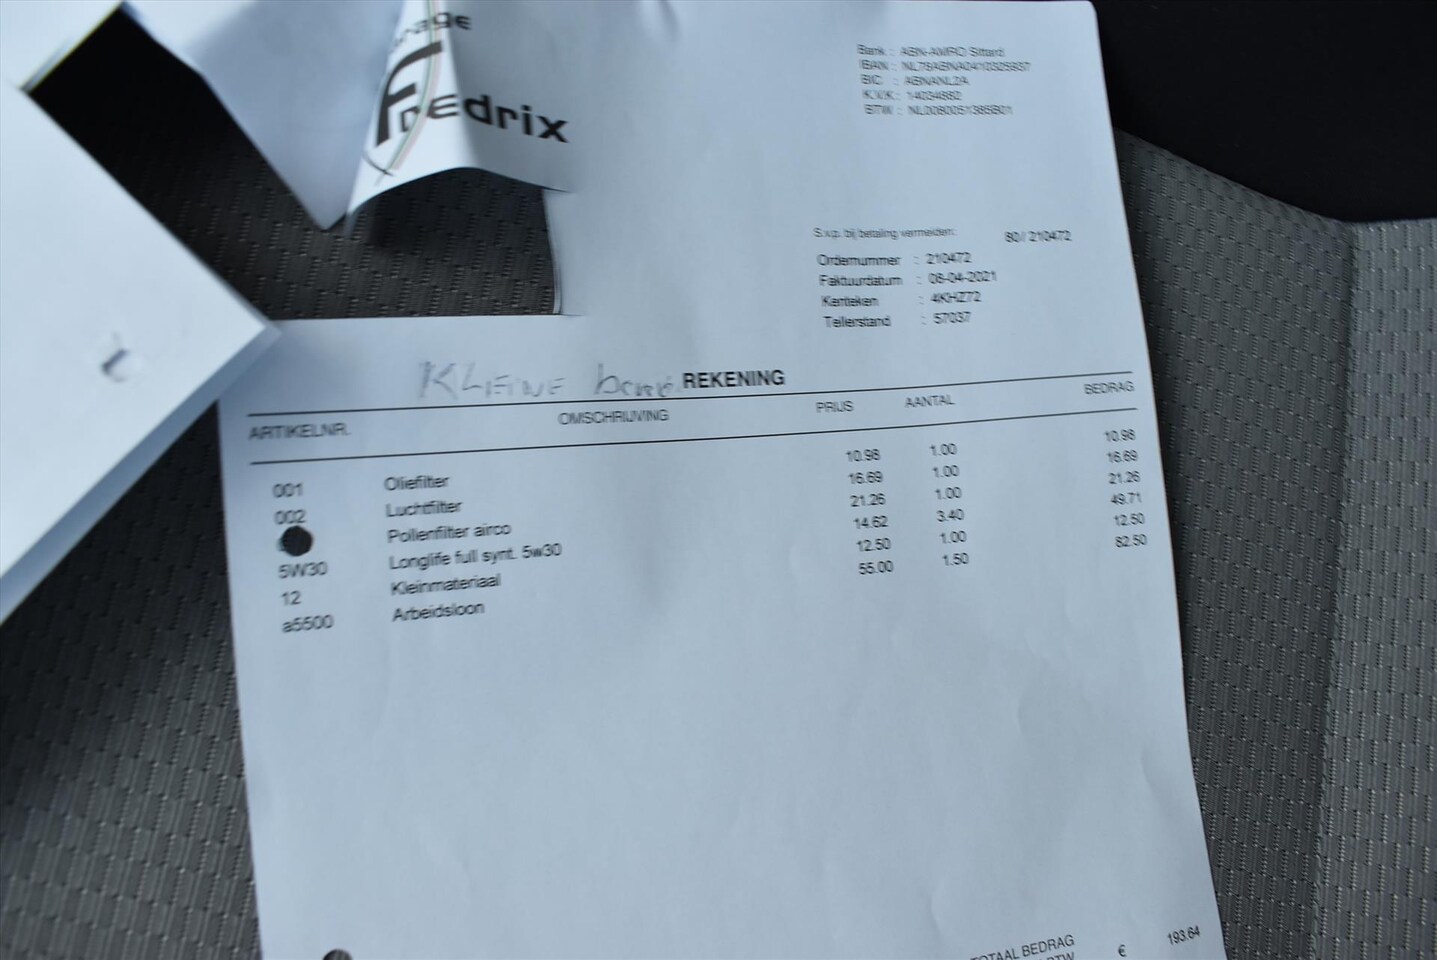 DEdrix
Bank : ABN-AMRO Sittard
BIC : ABNANL2A
K.V.K : 14034882
S.v.p. bij betaling vermelden: 80 / 210472
Ordernummer : 210472
Faktuurdatum : 08-04-2021
Kenteken : 4KHZ72
Tellerstand : 57037
KLEINE REKENING
ARTIKELNR. OMSCHRIJVING PRIJS AANTAL BEDRAG
001 Oliefilter 10.98 1.00 10.98
002 Luchtfilter 16.69 1.00 16.69
Pollenfilter airco 21.26 1.00 21.26
5W30 Longlife full synt. 5w30 14.62 3.40 49.71
12 Kleinmateriaal 12.50 1.00 12.50
a5500 Arbeidsloon 55.00 1.50 82.50
TOTAAL BEDRAG € 193.64
BTW